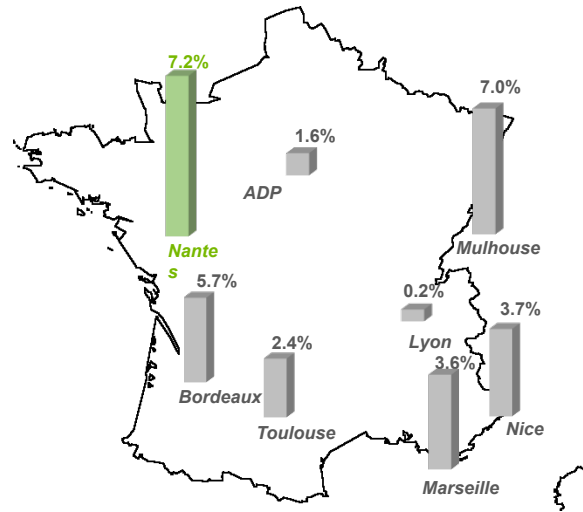 7.2%
7.0%
1.6%
ADP
Mulhouse
Nante
s
5.7%
0.2%
3.7%
Lyon
2.4%
3.6%
Bordeaux
Toulouse
Nice
Marseille